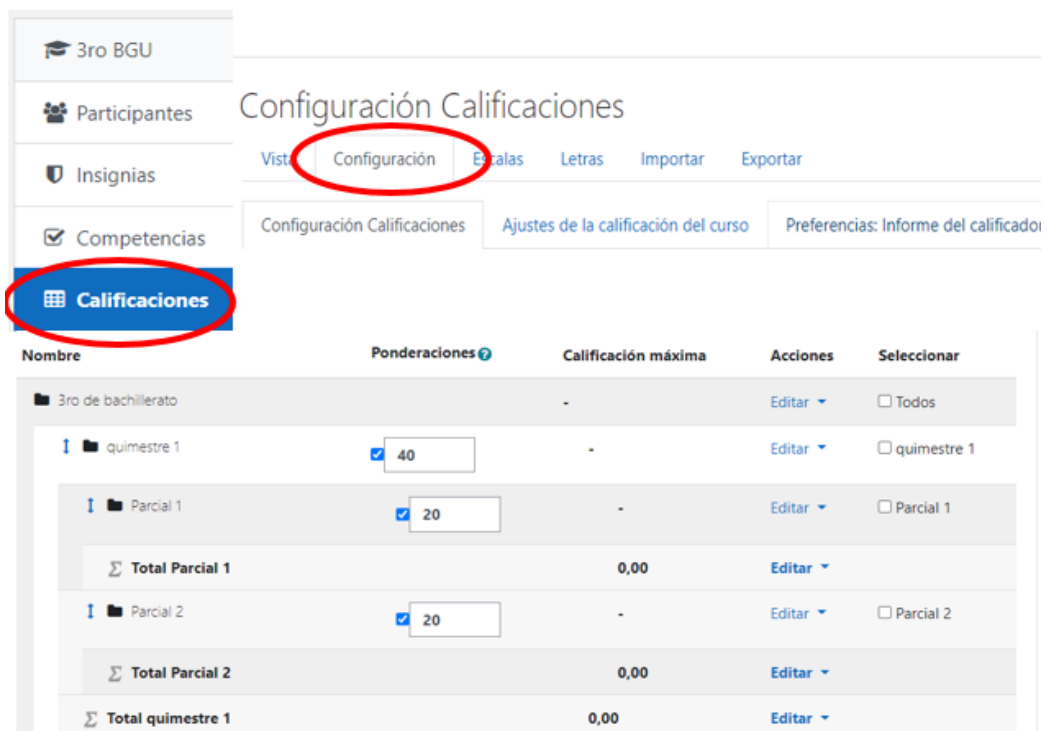 3ro BGU
Participantes
Insignias
Competencias
Calificaciones
Configuración Calificaciones
Vista Configuración Escalas Letras Importar Exportar
Configuración Calificaciones Ajustes de la calificación del curso Preferencias: Informe del calificador
Nombre Ponderaciones Calificación máxima Acciones Seleccionar
3ro de bachillerato - Editar Todos
quimestre 1 40 - Editar quimestre 1
Parcial 1 20 - Editar Parcial 1
Σ Total Parcial 1 0,00 Editar
Parcial 2 20 - Editar Parcial 2
Σ Total Parcial 2 0,00 Editar
Σ Total quimestre 1 0,00 Editar